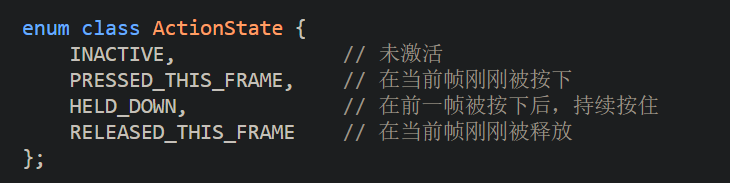 enum class ActionState {
    INACTIVE,              // 未激活
    PRESSED_THIS_FRAME,    // 在当前帧刚刚被按下
    HELD_DOWN,             // 在前一帧被按下后，持续按住
    RELEASED_THIS_FRAME    // 在当前帧刚刚被释放
};